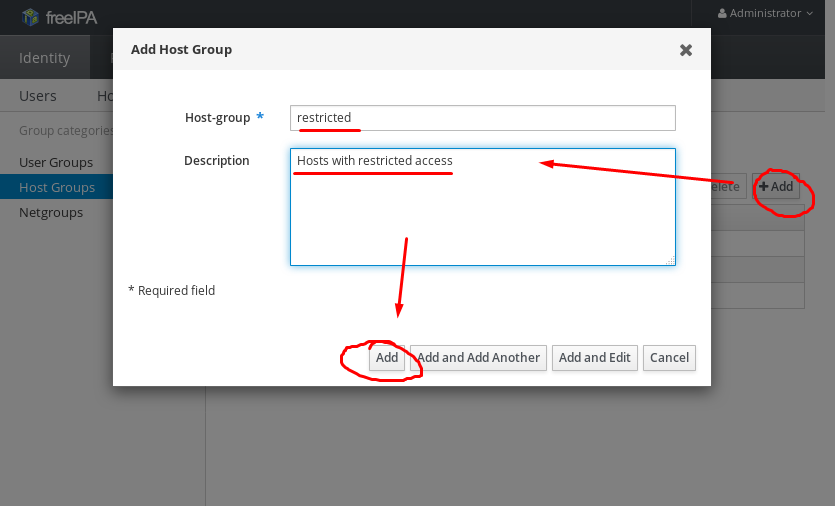 freeIPA
Administrator
Identity
Add Host Group
Users
Group categories
User Groups
Host Groups
Netgroups
Host-group *
restricted
Description
Hosts with restricted access
Add
* Required field
Add
Add and Add Another
Add and Edit
Cancel